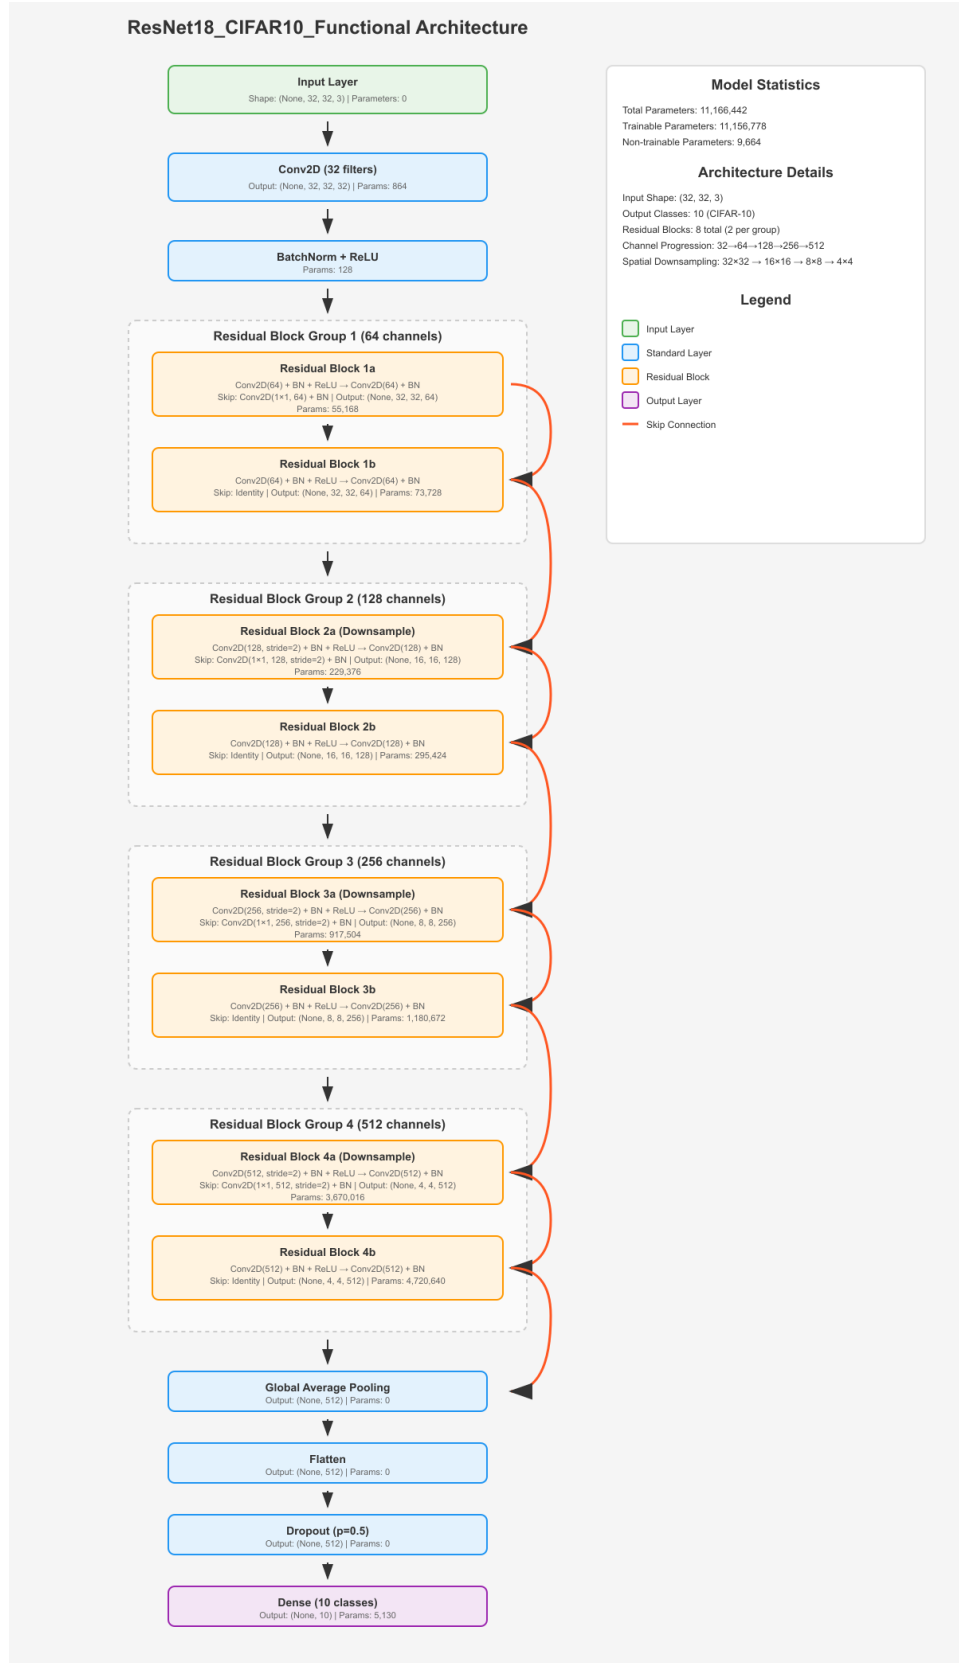 ResNet18_CIFAR10_Functional Architecture
Input Layer
Shape: (None, 32, 32, 3) | Parameters: 0
Conv2D (32 filters)
Output: (None, 32, 32, 32) | Params: 864
BatchNorm + ReLU
Params: 128
Residual Block Group 1 (64 channels)
Residual Block 1a
Conv2D(64) + BN + ReLU → Conv2D(64) + BN
Skip: Conv2D(1×1, 64) + BN | Output: (None, 32, 32, 64)
Params: 55,168
Residual Block 1b
Conv2D(64) + BN + ReLU → Conv2D(64) + BN
Skip: Identity | Output: (None, 32, 32, 64) | Params: 73,728
Residual Block Group 2 (128 channels)
Residual Block 2a (Downsample)
Conv2D(128, stride=2) + BN + ReLU → Conv2D(128) + BN
Skip: Conv2D(1×1, 128, stride=2) + BN | Output: (None, 16, 16, 128)
Params: 229,376
Residual Block 2b
Conv2D(128) + BN + ReLU → Conv2D(128) + BN
Skip: Identity | Output: (None, 16, 16, 128) | Params: 295,424
Residual Block Group 3 (256 channels)
Residual Block 3a (Downsample)
Conv2D(256, stride=2) + BN + ReLU → Conv2D(256) + BN
Skip: Conv2D(1×1, 256, stride=2) + BN | Output: (None, 8, 8, 256)
Params: 917,504
Residual Block 3b
Conv2D(256) + BN + ReLU → Conv2D(256) + BN
Skip: Identity | Output: (None, 8, 8, 256) | Params: 1,180,672
Residual Block Group 4 (512 channels)
Residual Block 4a (Downsample)
Conv2D(512, stride=2) + BN + ReLU → Conv2D(512) + BN
Skip: Conv2D(1×1, 512, stride=2) + BN | Output: (None, 4, 4, 512)
Params: 3,670,016
Residual Block 4b
Conv2D(512) + BN + ReLU → Conv2D(512) + BN
Skip: Identity | Output: (None, 4, 4, 512) | Params: 4,720,640
Global Average Pooling
Output: (None, 512) | Params: 0
Flatten
Output: (None, 512) | Params: 0
Dropout (p=0.5)
Output: (None, 512) | Params: 0
Dense (10 classes)
Output: (None, 10) | Params: 5,130
Model Statistics
Total Parameters: 11,166,442
Trainable Parameters: 11,156,778
Non-trainable Parameters: 9,664
Architecture Details
Input Shape: (32, 32, 3)
Output Classes: 10 (CIFAR-10)
Residual Blocks: 8 total (2 per group)
Channel Progression: 32→64→128→256→512
Spatial Downsampling: 32×32 → 16×16 → 8×8 → 4×4
Legend
Input Layer
Standard Layer
Residual Block
Output Layer
Skip Connection